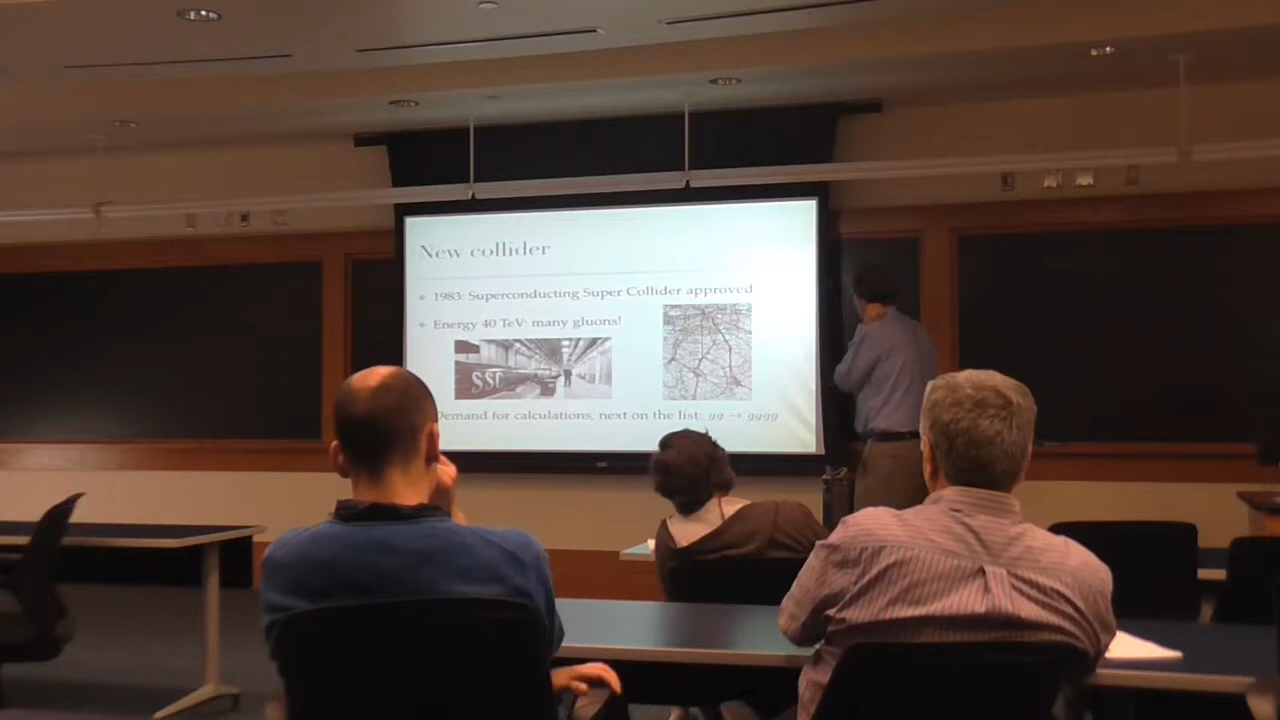 New collider
1983: Superconducting Super Collider approved
Energy 40 TeV: many gluons!
SSC
Demand for calculations, next on the list: gg → gggg